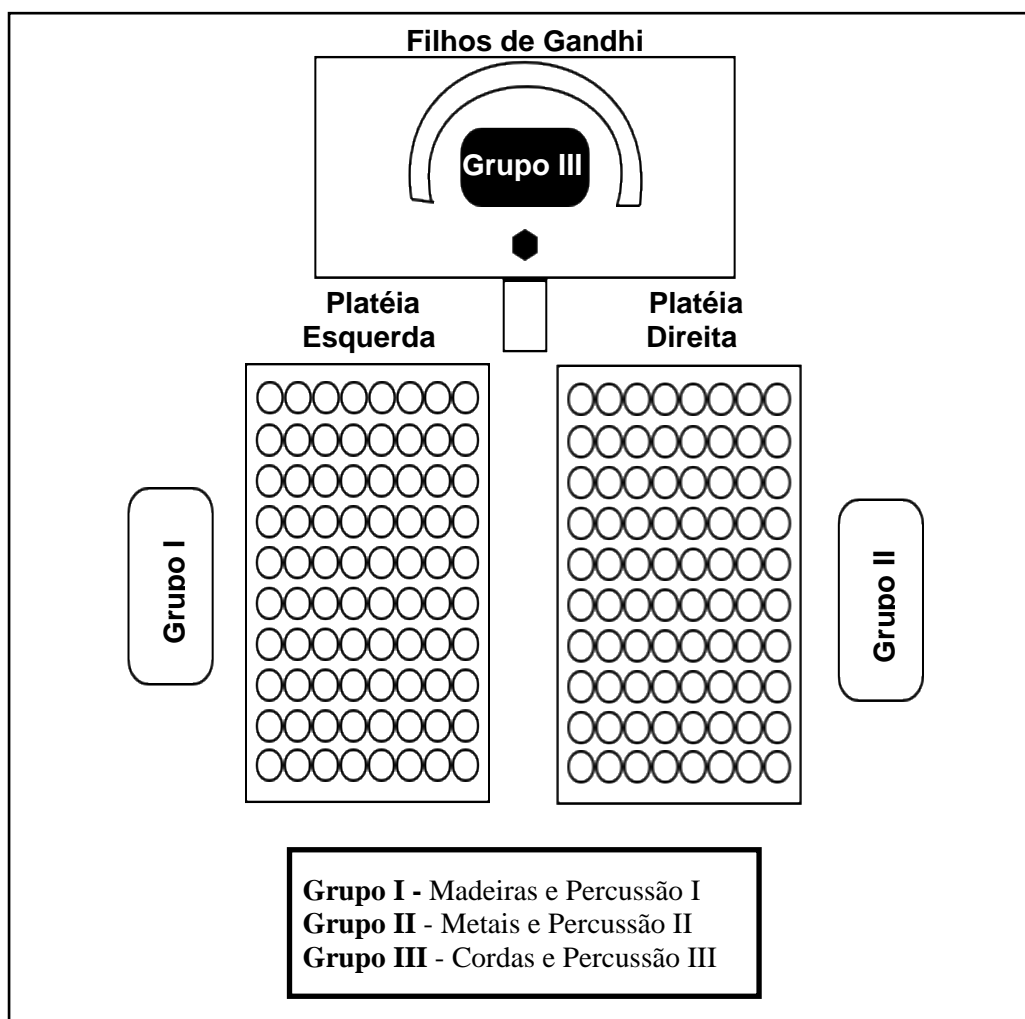 Filhos de Gandhi
Grupo III
Platéia
Esquerda
Platéia
Direita
Grupo I
Grupo II
Grupo I - Madeiras e Percussão I
Grupo II - Metais e Percussão II
Grupo III - Cordas e Percussão III